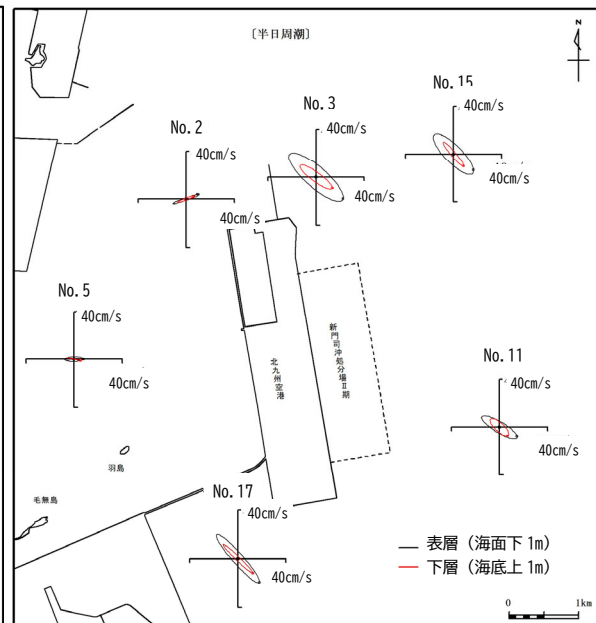 〔半日周潮〕
N
No.15
40cm/s
40cm/s
No.3
40cm/s
40cm/s
No.2
40cm/s
40cm/s
No.5
40cm/s
40cm/s
新門司沖処分場Ⅱ期
北九州空港
No.11
40cm/s
40cm/s
羽島
毛無島
No.17
40cm/s
40cm/s
表層（海面下 1m）
下層（海底上 1m）
0 1km